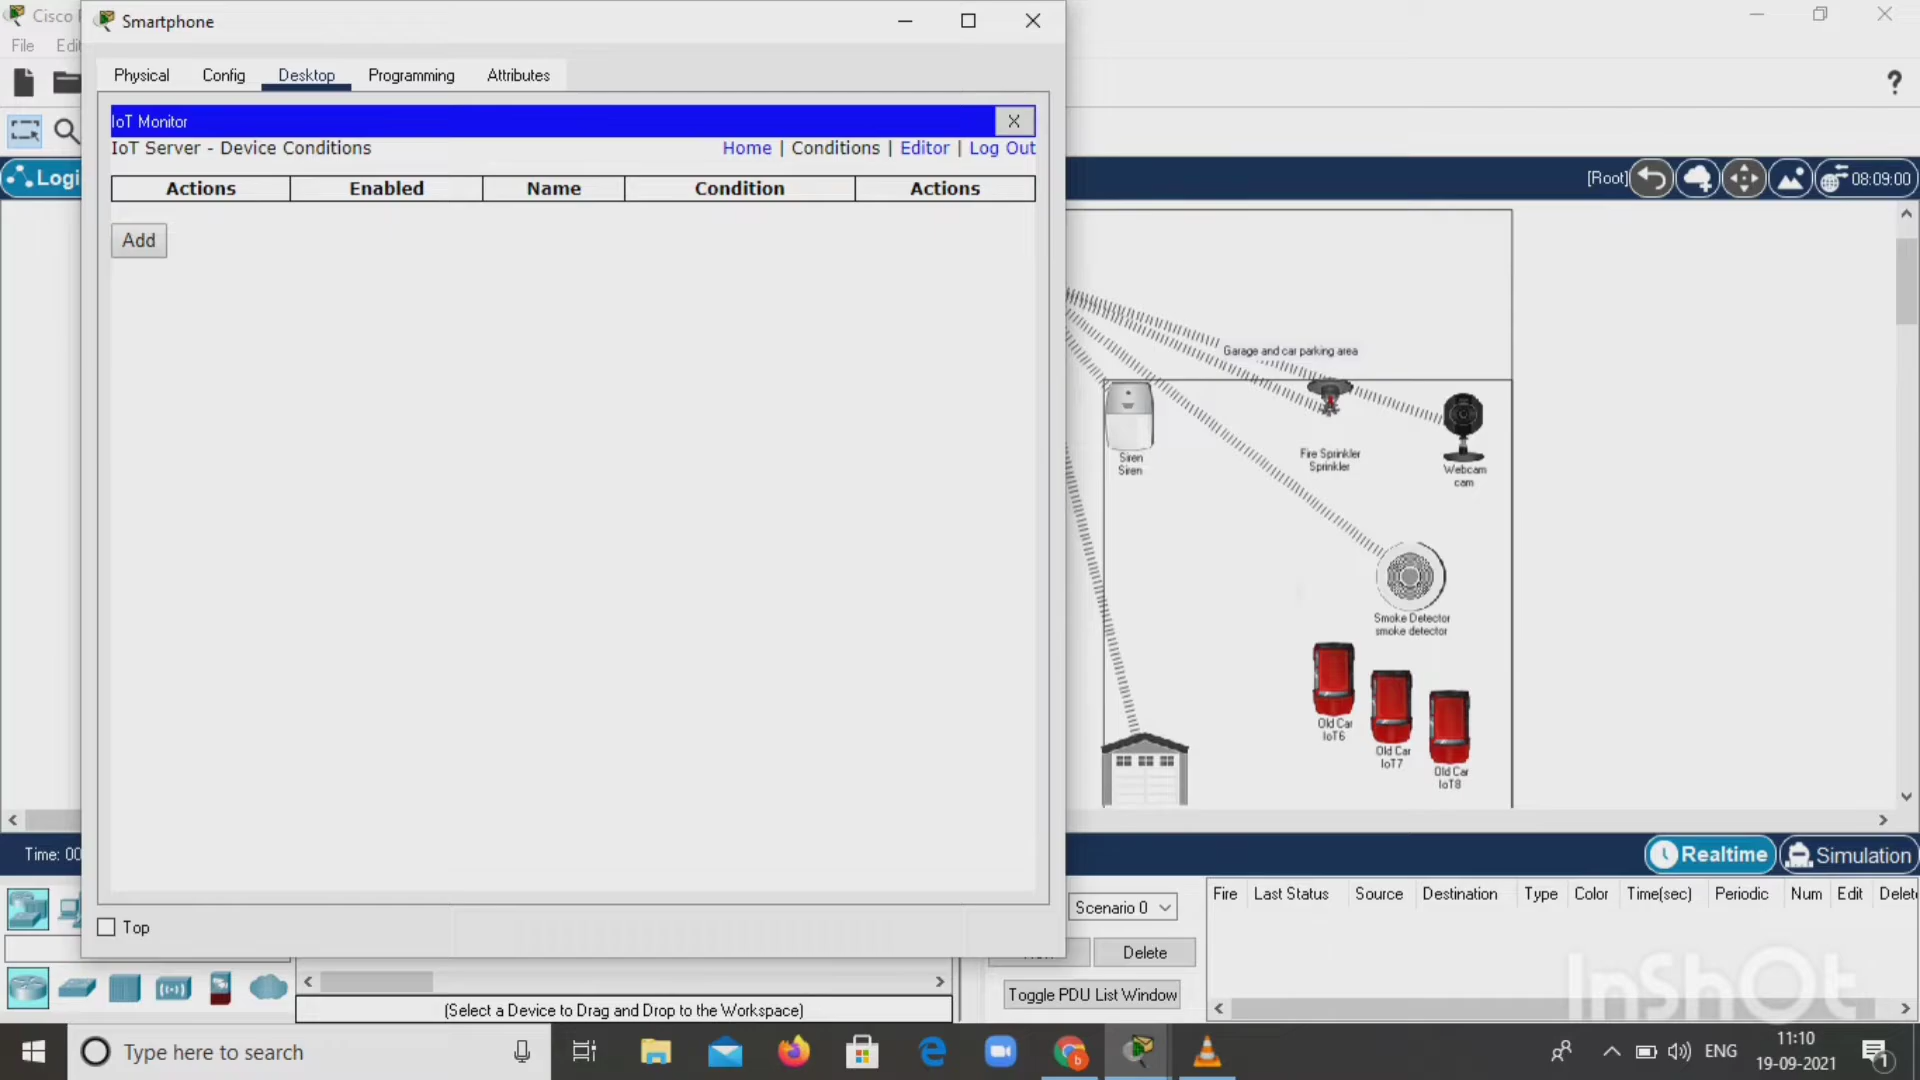 Cisco
Smartphone
File
Edi
Physical
Config
Desktop
Programming
Attributes
?
IoT Monitor
X
IoT Server - Device Conditions
Home | Conditions | Editor | Log Out
Actions
Enabled
Name
Condition
Actions
Add
Logi
[Root]
08:09:00
Garage and car parking area
Siren
Siren
Fire Sprinkler
Sprinkler
Webcam
cam
Smoke Detector
smoke detector
Old Car
IoT6
Old Car
IoT7
Old Car
IoT8
Time: 00
Realtime
Simulation
Top
Scenario 0
Fire
Last Status
Source
Destination
Type
Color
Time(sec)
Periodic
Num
Edit
Delete
Delete
Toggle PDU List Window
(Select a Device to Drag and Drop to the Workspace)
InShOt
Type here to search
ENG
11:10
19-09-2021
1